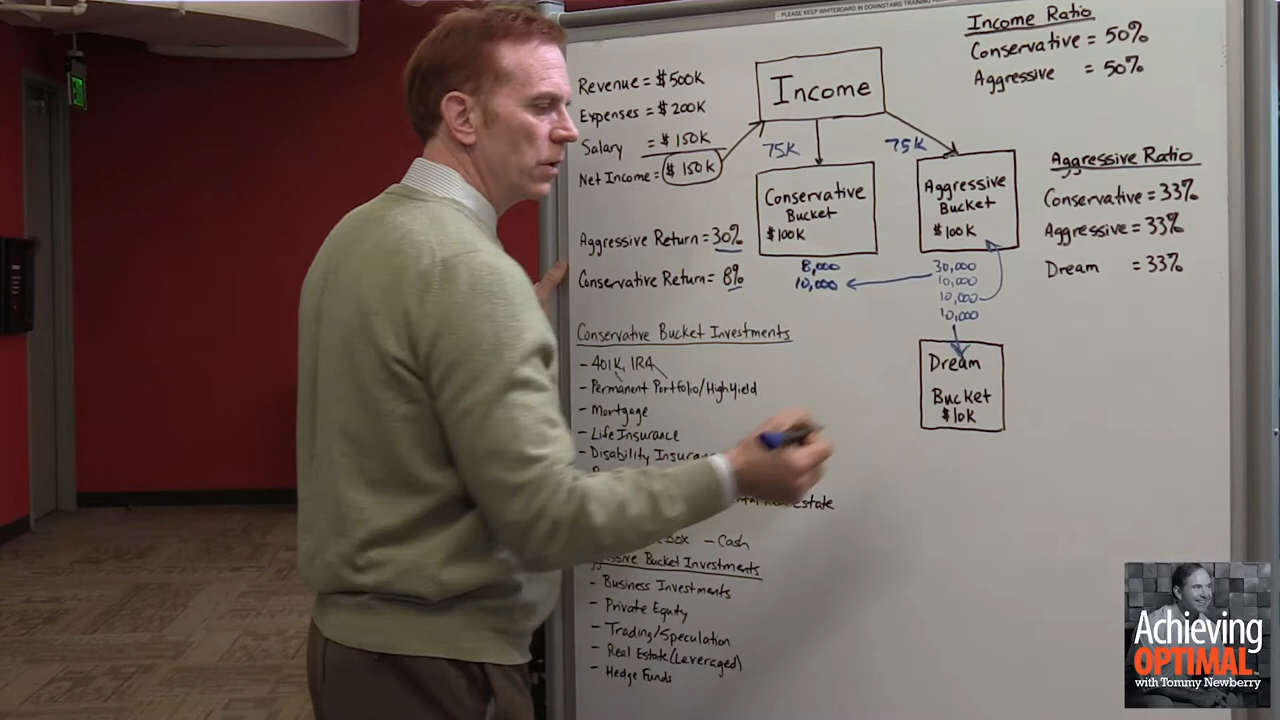 PLEASE KEEP WHITEBOARD IN DOWNSTAIRS TRAINING
Income Ratio
Conservative = 50%
Aggressive = 50%
Revenue = $500K
Expenses = $200K
Salary = $150K
Net Income = $150K
Income
75K
75K
Conservative
Bucket
$100K
Aggressive
Bucket
$100K
Aggressive Ratio
Conservative = 33%
Aggressive = 33%
Dream = 33%
Aggressive Return = 30%
Conservative Return = 8%
8,000
10,000
30,000
10,000
10,000
10,000
Dream
Bucket
$10K
Conservative Bucket Investments
- 401K, IRA
- Permanent Portfolio/High Yield
- Mortgage
- Life Insurance
- Disability
Estate
- Cash
Bucket Investments
- Business Investments
- Private Equity
- Trading/Speculation
- Real Estate (Leveraged)
- Hedge Funds
Achieving
OPTIMAL
with Tommy Newberry